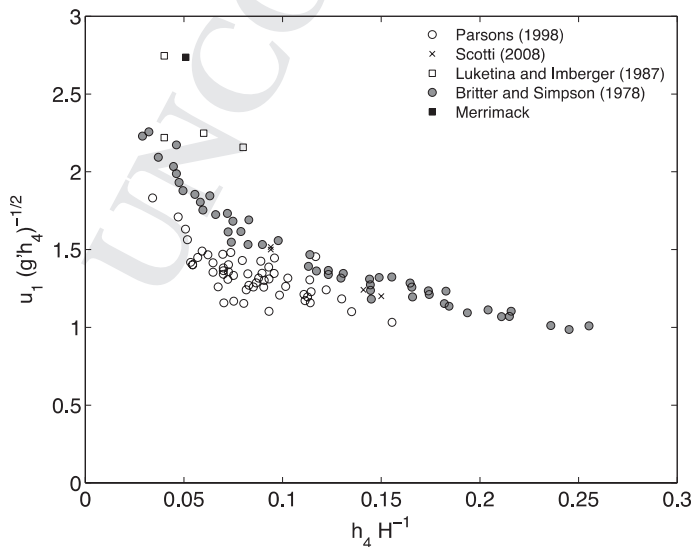 Parsons (1998)
Scotti (2008)
Luketina and Imberger (1987)
Britter and Simpson (1978)
Merrimack
3
2.5
2
1.5
1
0.5
0
0 0.05 0.1 0.15 0.2 0.25 0.3
u₁ (g'h₄)⁻¹/²
h₄ H⁻¹
UNCO